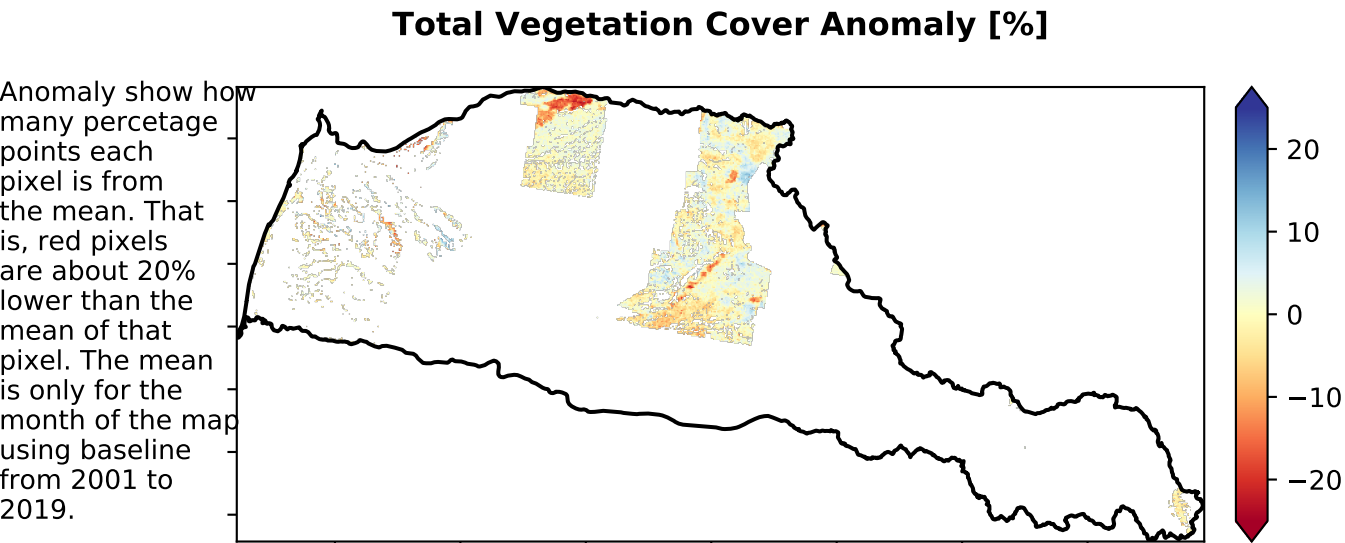 Total Vegetation Cover Anomaly [%]
Anomaly show how
many percetage
points each
pixel is from
the mean. That
is, red pixels
are about 20%
lower than the
mean of that
pixel. The mean
is only for the
month of the map
using baseline
from 2001 to
2019.
20
10
0
−10
−20